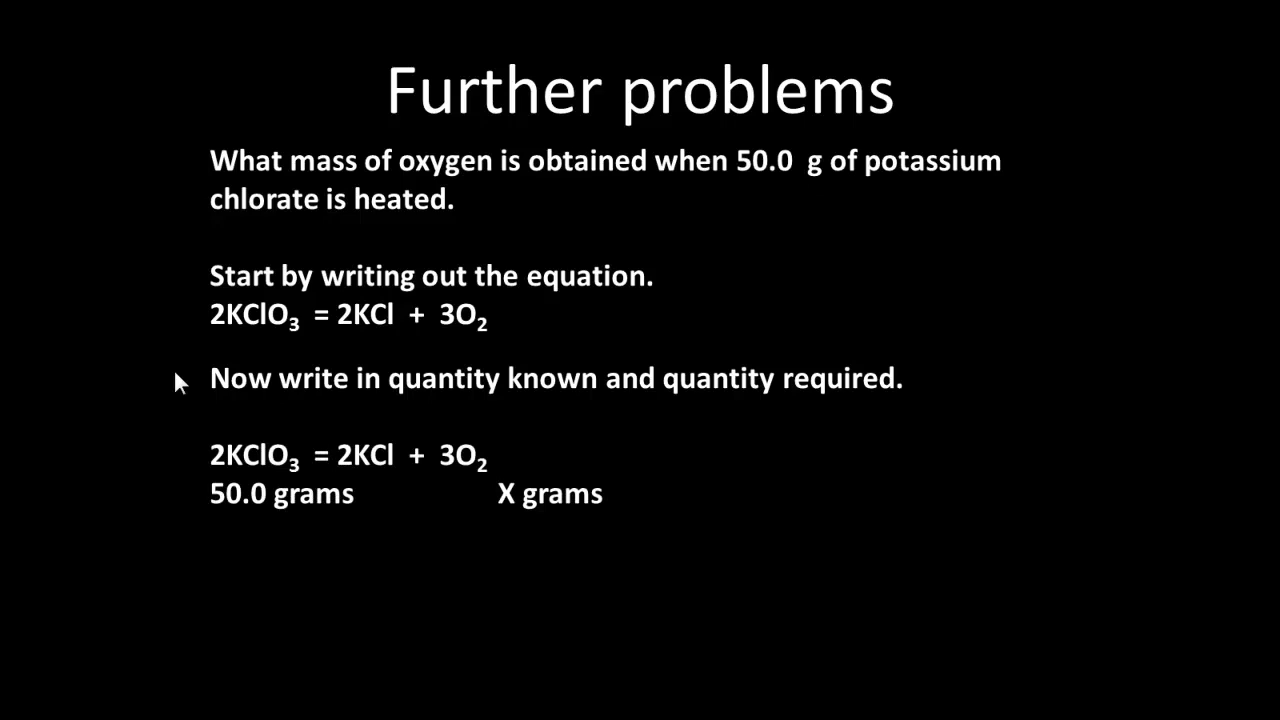 Further problems
What mass of oxygen is obtained when 50.0 g of potassium
chlorate is heated.
Start by writing out the equation.
2KClO₃ = 2KCl + 3O₂
Now write in quantity known and quantity required.
2KClO₃ = 2KCl + 3O₂
50.0 grams X grams